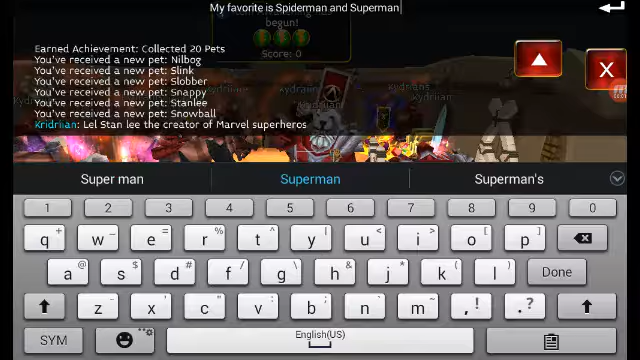 My favorite is Spiderman and Superman
begun!
Score: 0
Earned Achievement: Collected 20 Pets
You've received a new pet: Nilbog
You've received a new pet: Slink
You've received a new pet: Slobber
You've received a new pet: Snappy
You've received a new pet: Stanlee
You've received a new pet: Snowball
Kridriian: Lel Stan lee the creator of Marvel superheros
X
Super man Superman Superman's
1 2 3 4 5 6 7 8 9 0
q + w - e = r % t ^ y | u < i > o [ p ]
a @ s $ d # f / g \ h & j * k ( l ) Done
z x ' c " v : b ; n m ~ , ! . ?
SYM English(US)